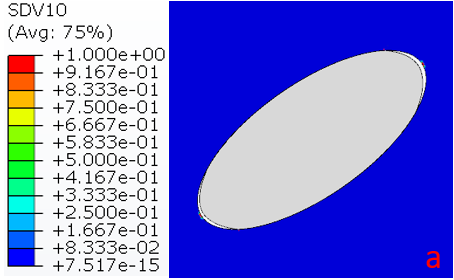 SDV10
(Avg: 75%)
+1.000e+00
+9.167e-01
+8.333e-01
+7.500e-01
+6.667e-01
+5.833e-01
+5.000e-01
+4.167e-01
+3.333e-01
+2.500e-01
+1.667e-01
+8.333e-02
+7.517e-15
a